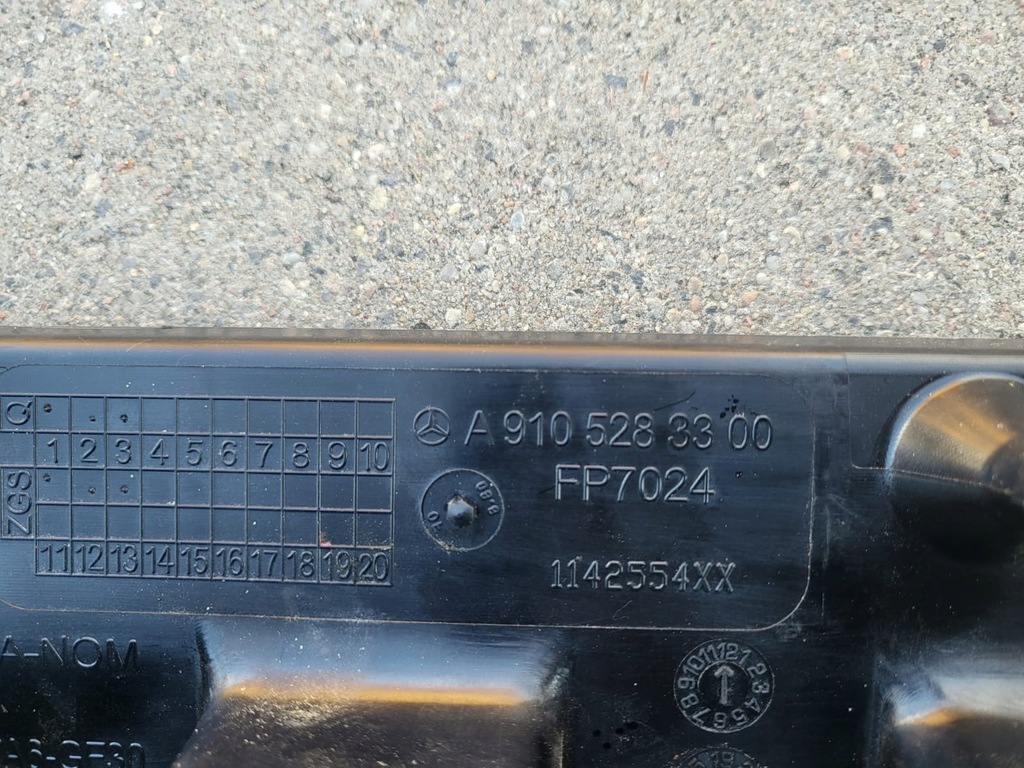 A 910 528 33 00
FP7024
1142554XX
Q
1 2 3 4 5 6 7 8 9 10
ZGS
11 12 13 14 15 16 17 18 19 20
A-NOM
789101112123456